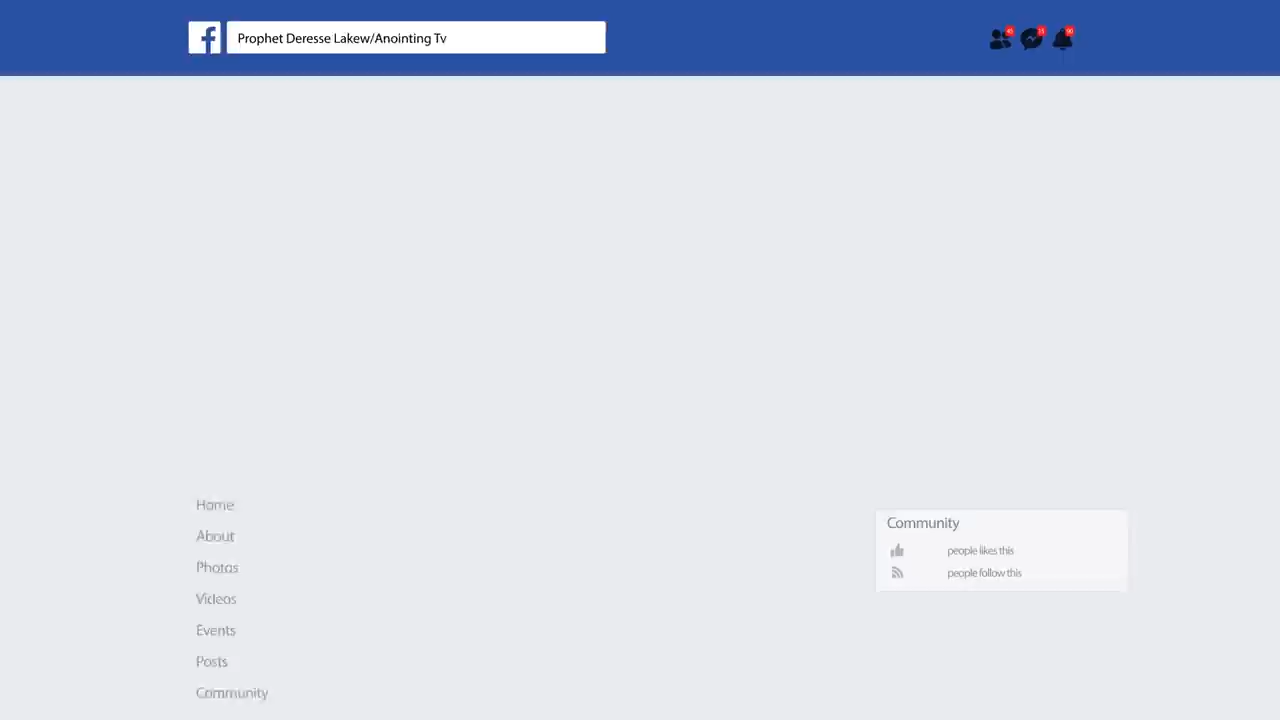 Prophet Deresse Lakew/Anointing Tv
Home
About
Photos
Videos
Events
Posts
Community
Community
people likes this
people follow this